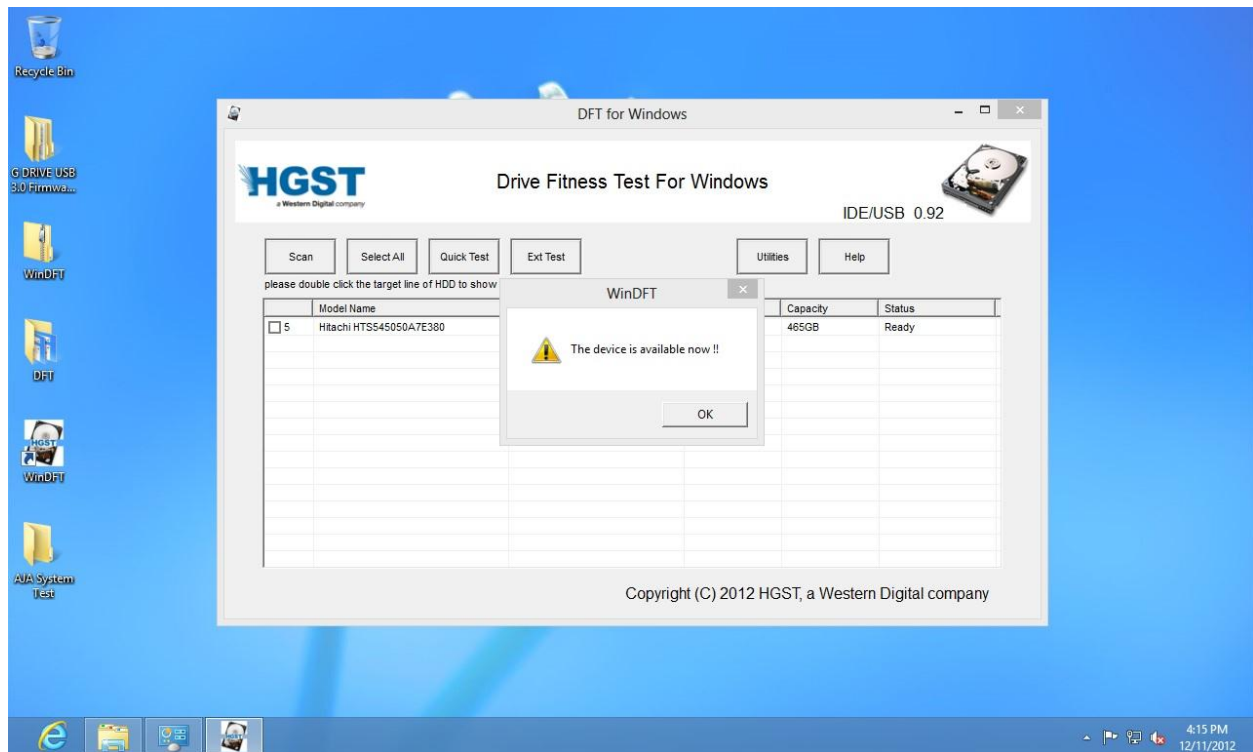 Recycle Bin
G DRIVE USB
3.0 Firmwa...
WinDFT
DFT
WinDFT
AJA System
Test
DFT for Windows
HGST
a Western Digital company
Drive Fitness Test For Windows
IDE/USB 0.92
Scan
Select All
Quick Test
Ext Test
Utilities
Help
please double click the target line of HDD to show
Model Name
Capacity
Status
5
Hitachi HTS545050A7E380
465GB
Ready
WinDFT
The device is available now !!
OK
Copyright (C) 2012 HGST, a Western Digital company
4:15 PM
12/11/2012